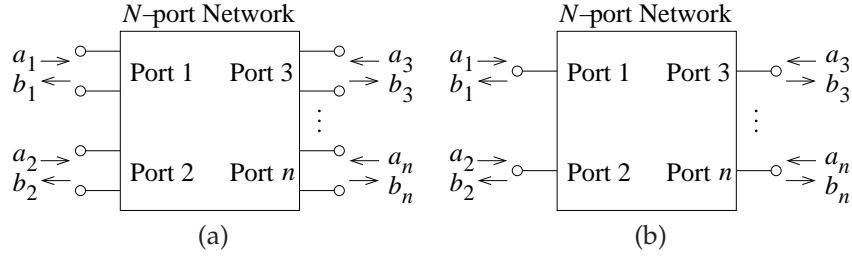 N–port Network
a1
b1
Port 1
Port 3
a3
b3
⋮
a2
b2
Port 2
Port n
an
bn
(a)
N–port Network
a1
b1
Port 1
Port 3
a3
b3
⋮
a2
b2
Port 2
Port n
an
bn
(b)